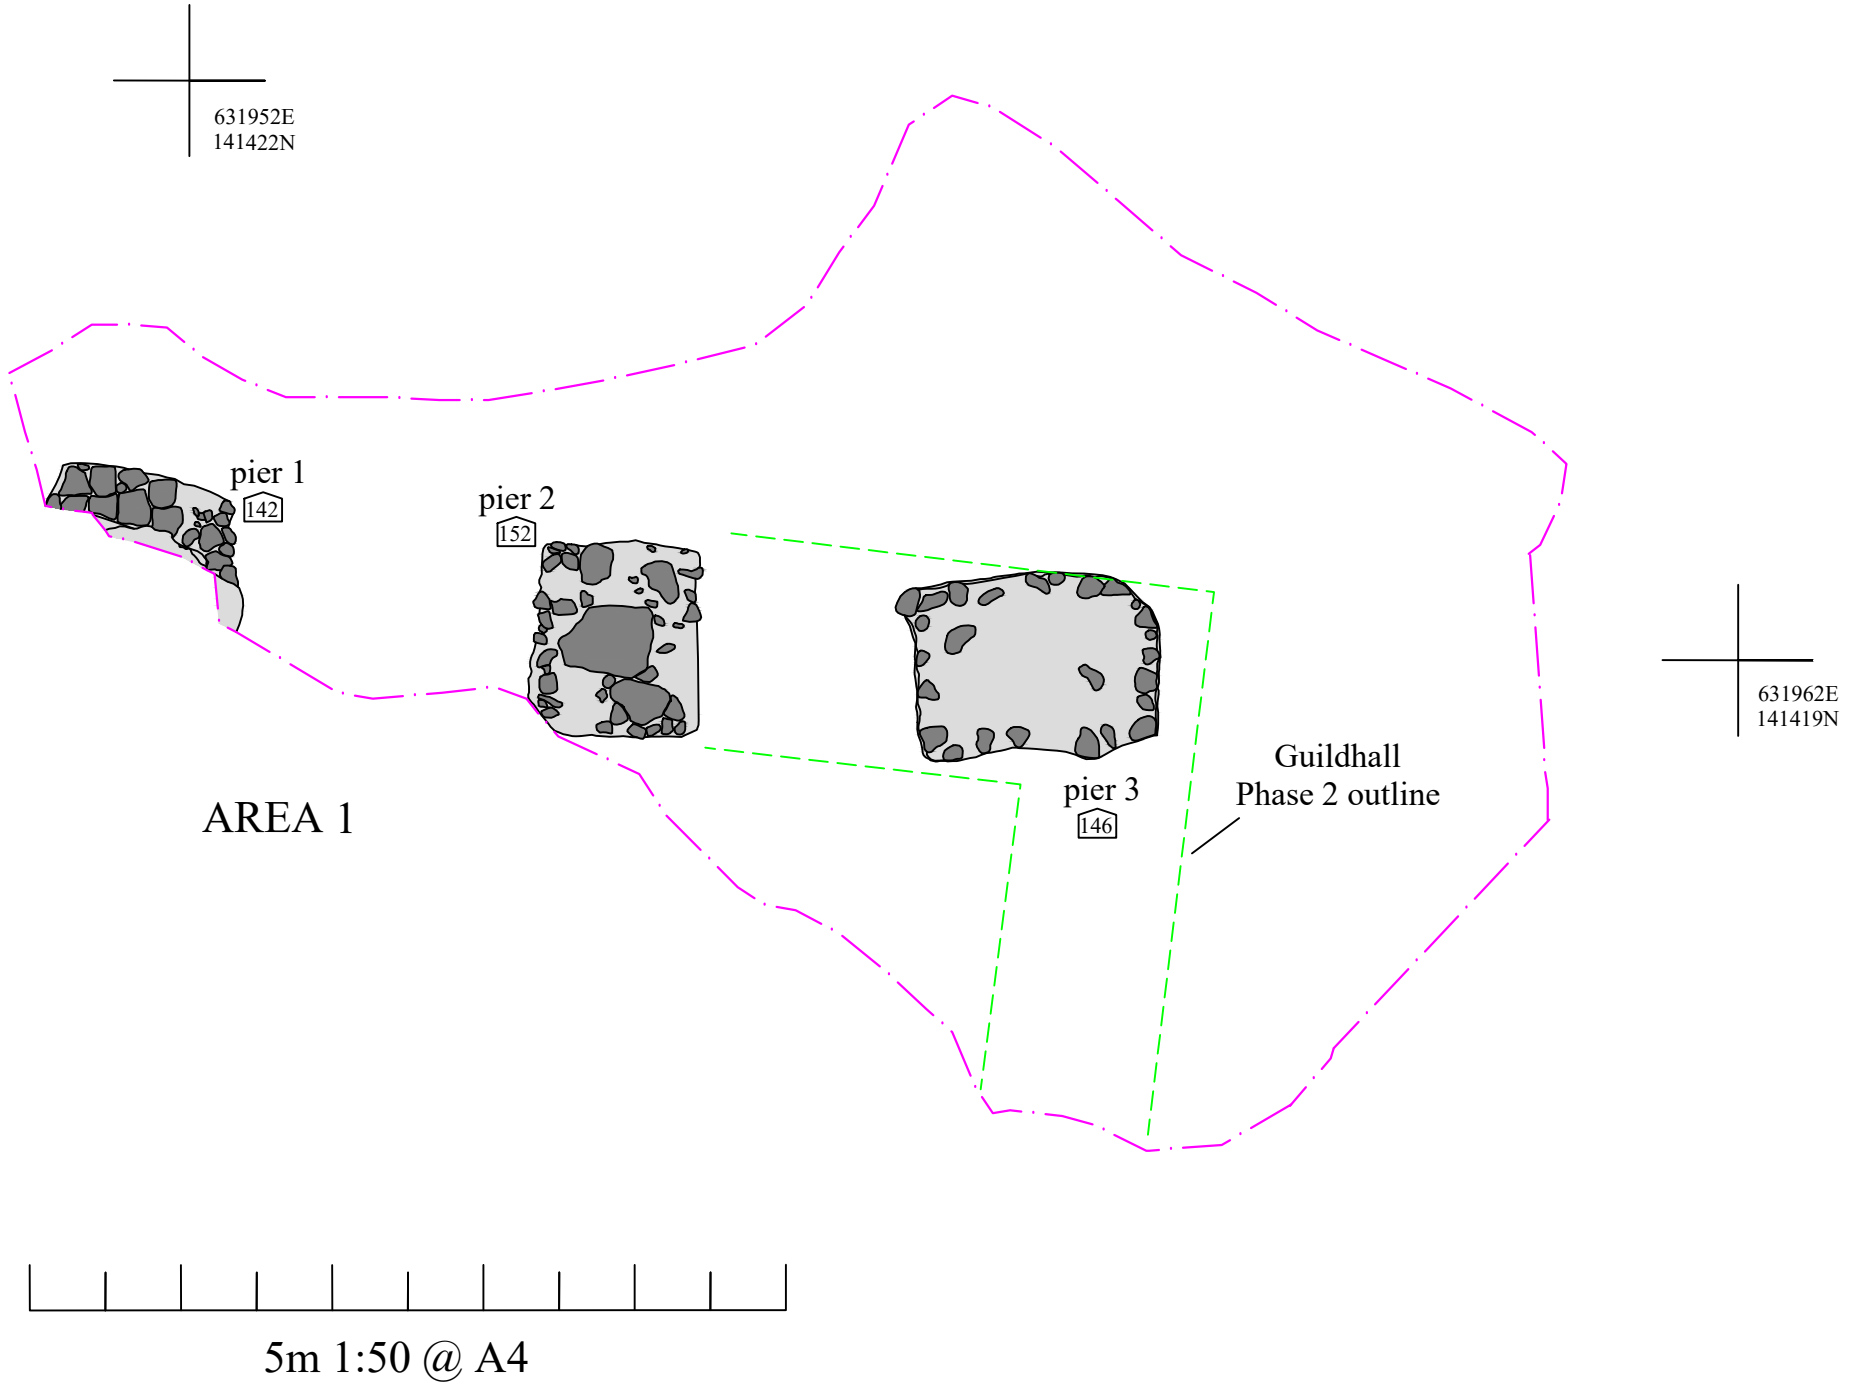 631952E
141422N
pier 1
142
pier 2
152
631962E
141419N
Guildhall
Phase 2 outline
pier 3
146
AREA 1
5m 1:50 @ A4